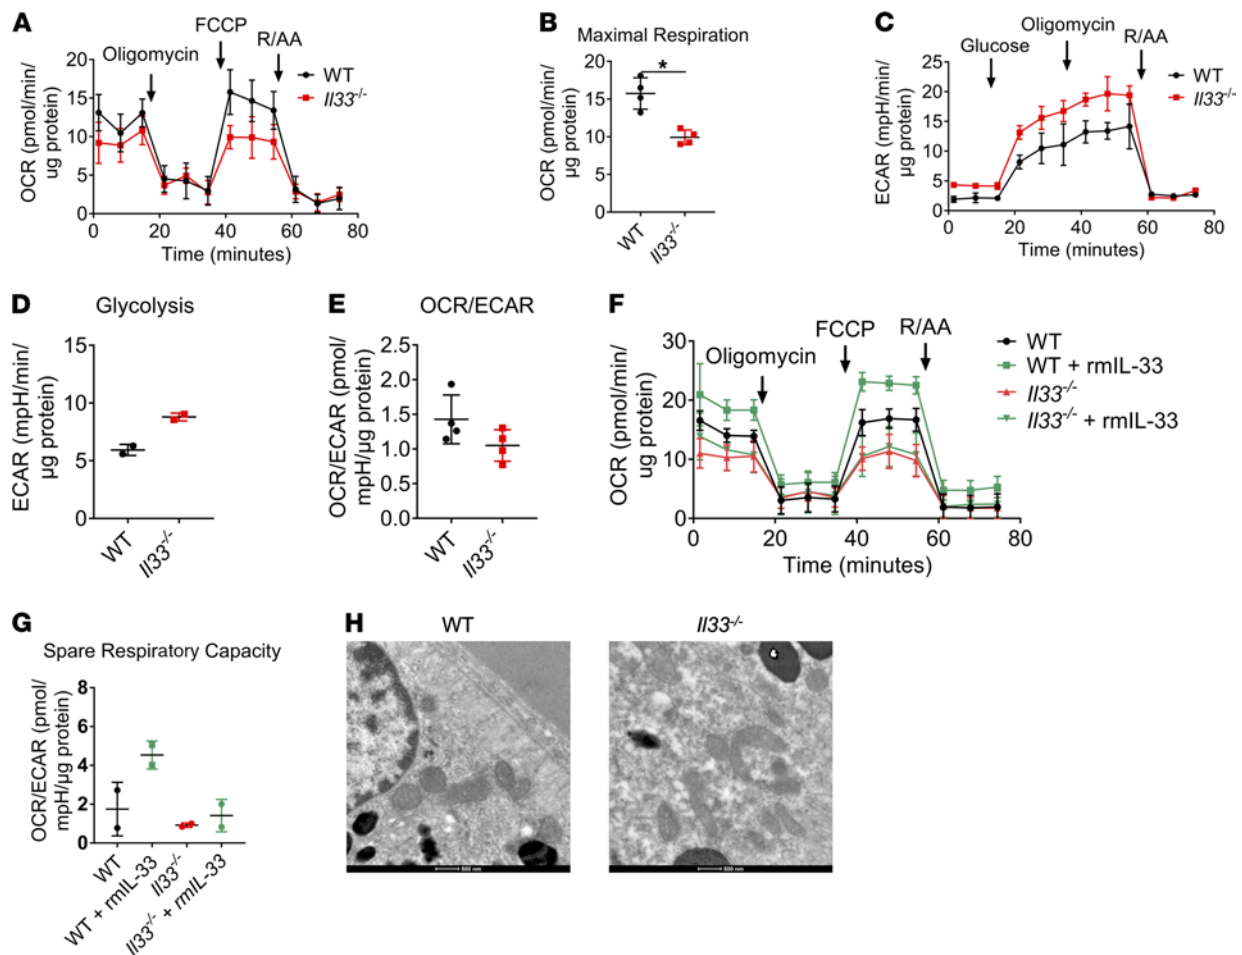 A
FCCP
Oligomycin
R/AA
WT
Il33-/-
OCR (pmol/min/
ug protein)
20
15
10
5
0
0
20
40
60
80
Time (minutes)
B
Maximal Respiration
*
OCR (pmol/min/
ug protein)
20
15
10
5
0
WT
Il33-/-
C
Oligomycin
Glucose
R/AA
WT
Il33-/-
ECAR (mpH/min/
µg protein)
25
20
15
10
5
0
0
20
40
60
80
Time (minutes)
D
Glycolysis
ECAR (mpH/min/
µg protein)
15
10
5
0
WT
Il33-/-
E
OCR/ECAR
OCR/ECAR (pmol/
mpH/µg protein)
2.5
2.0
1.5
1.0
0.5
0.0
WT
Il33-/-
F
FCCP
Oligomycin
R/AA
WT
WT + rmIL-33
Il33-/-
Il33-/- + rmIL-33
OCR (pmol/min/
ug protein)
30
20
10
0
0
20
40
60
80
Time (minutes)
G
Spare Respiratory Capacity
OCR/ECAR (pmol/
mpH/µg protein)
8
6
4
2
0
WT
WT + rmIL-33
Il33-/-
Il33-/- + rmIL-33
H
WT
Il33-/-
500 nm
500 nm